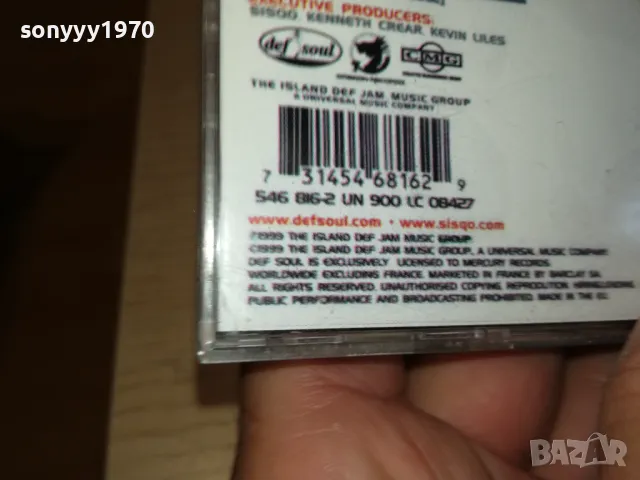 sonyyy1970
EXECUTIVE PRODUCERS:
SISQO, KENNETH CREAR, KEVIN LILES
def soul
CMG
THE ISLAND DEF JAM MUSIC GROUP
A UNIVERSAL MUSIC COMPANY
7 31454 68162 9
546 816-2 UN 900 LC 08427
www.defsoul.com · www.sisqo.com
℗1999 THE ISLAND DEF JAM MUSIC GROUP
©1999 THE ISLAND DEF JAM MUSIC GROUP, A UNIVERSAL MUSIC COMPANY
DEF SOUL IS EXCLUSIVELY LICENSED TO MERCURY RECORDS
WORLDWIDE EXCLUDING FRANCE. MARKETED IN FRANCE BY BARCLAY SA.
ALL RIGHTS RESERVED. UNAUTHORISED COPYING, REPRODUTION, HIRING, LENDING,
PUBLIC PERFORMANCE AND BROADCASTING PROHIBITED. MADE IN THE EU.
BAZAR